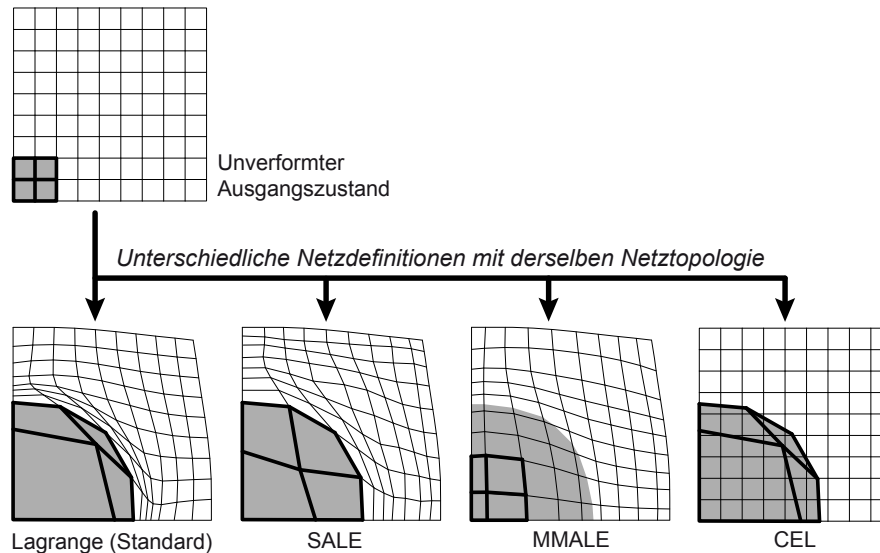 Unverformter
Ausgangszustand
Unterschiedliche Netzdefinitionen mit derselben Netztopologie
Lagrange (Standard)
SALE
MMALE
CEL